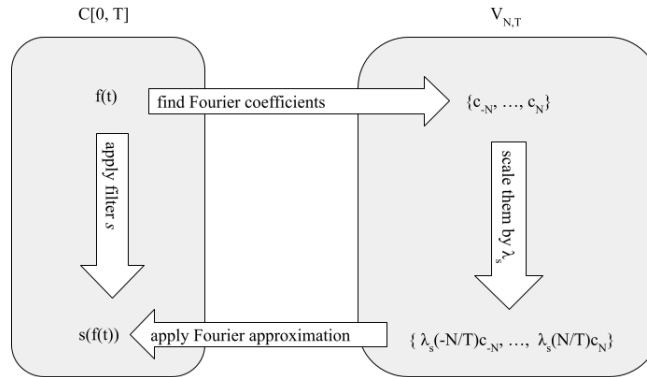 C[0, T]
V_{N,T}
f(t)
find Fourier coefficients
{c_{-N}, …, c_N}
apply filter s
scale them by λ_s
s(f(t))
apply Fourier approximation
{ λ_s(-N/T)c_{-N}, …, λ_s(N/T)c_N}